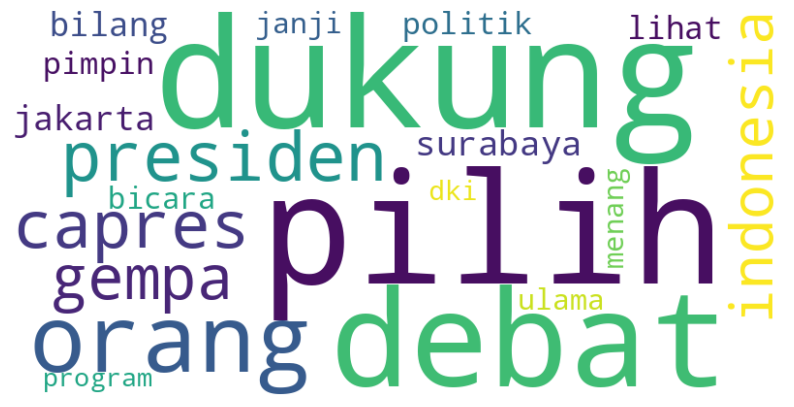 bilang
janji
politik
lihat
dukung
pimpin
jakarta
presiden
surabaya
indonesia
bicara
dki
menang
pilih
capres
gempa
ulama
orang
debat
program